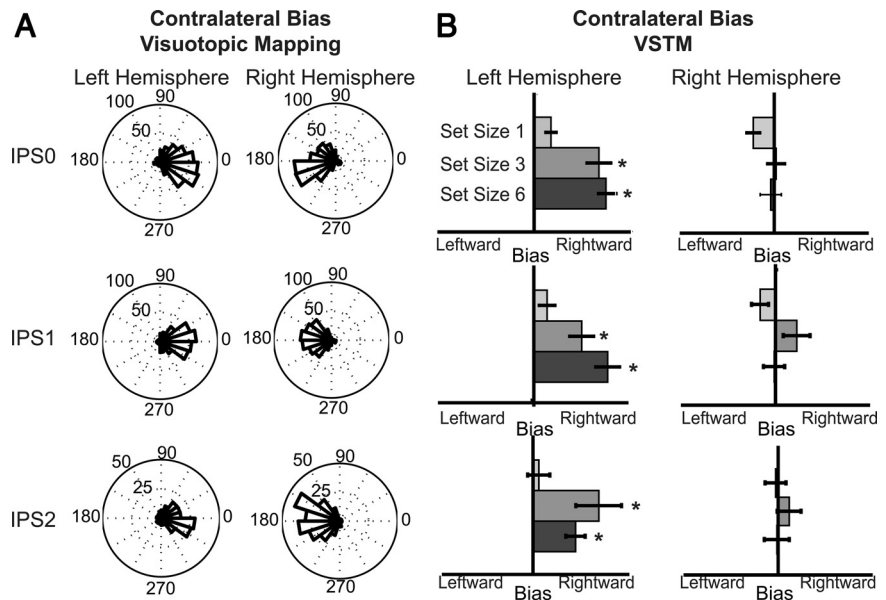 A
Contralateral Bias
Visuotopic Mapping
Left Hemisphere
Right Hemisphere
IPS0
100
90
50
180
0
270
100
90
50
180
0
270
IPS1
100
90
50
180
0
270
100
90
50
180
0
270
IPS2
50
90
25
180
0
270
50
90
25
180
0
270
B
Contralateral Bias
VSTM
Left Hemisphere
Right Hemisphere
Set Size 1
Set Size 3
*
Set Size 6
*
Leftward
Rightward
Bias
Leftward
Rightward
Bias
*
*
Leftward
Rightward
Bias
Leftward
Rightward
Bias
*
*
Leftward
Rightward
Bias
Leftward
Rightward
Bias